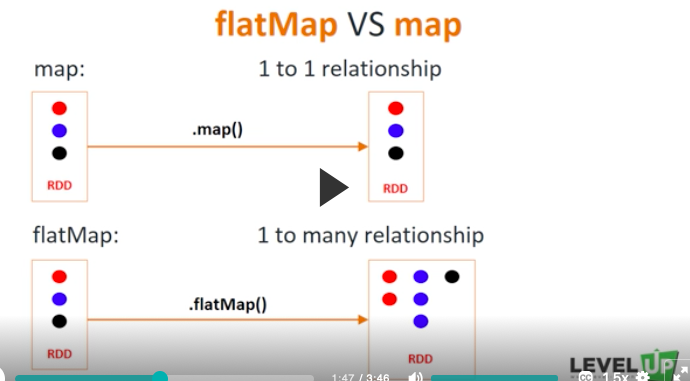 flatMap VS map
map: 1 to 1 relationship
.map()
RDD RDD
flatMap: 1 to many relationship
.flatMap()
RDD
RDD
LEVEL UP
1:47 / 3:46 CC 1.5x